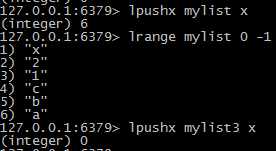 127.0.0.1:6379> lpushx mylist x
(integer) 6
127.0.0.1:6379> lrange mylist 0 -1
1) "x"
2) "2"
3) "1"
4) "c"
5) "b"
6) "a"
127.0.0.1:6379> lpushx mylist3 x
(integer) 0